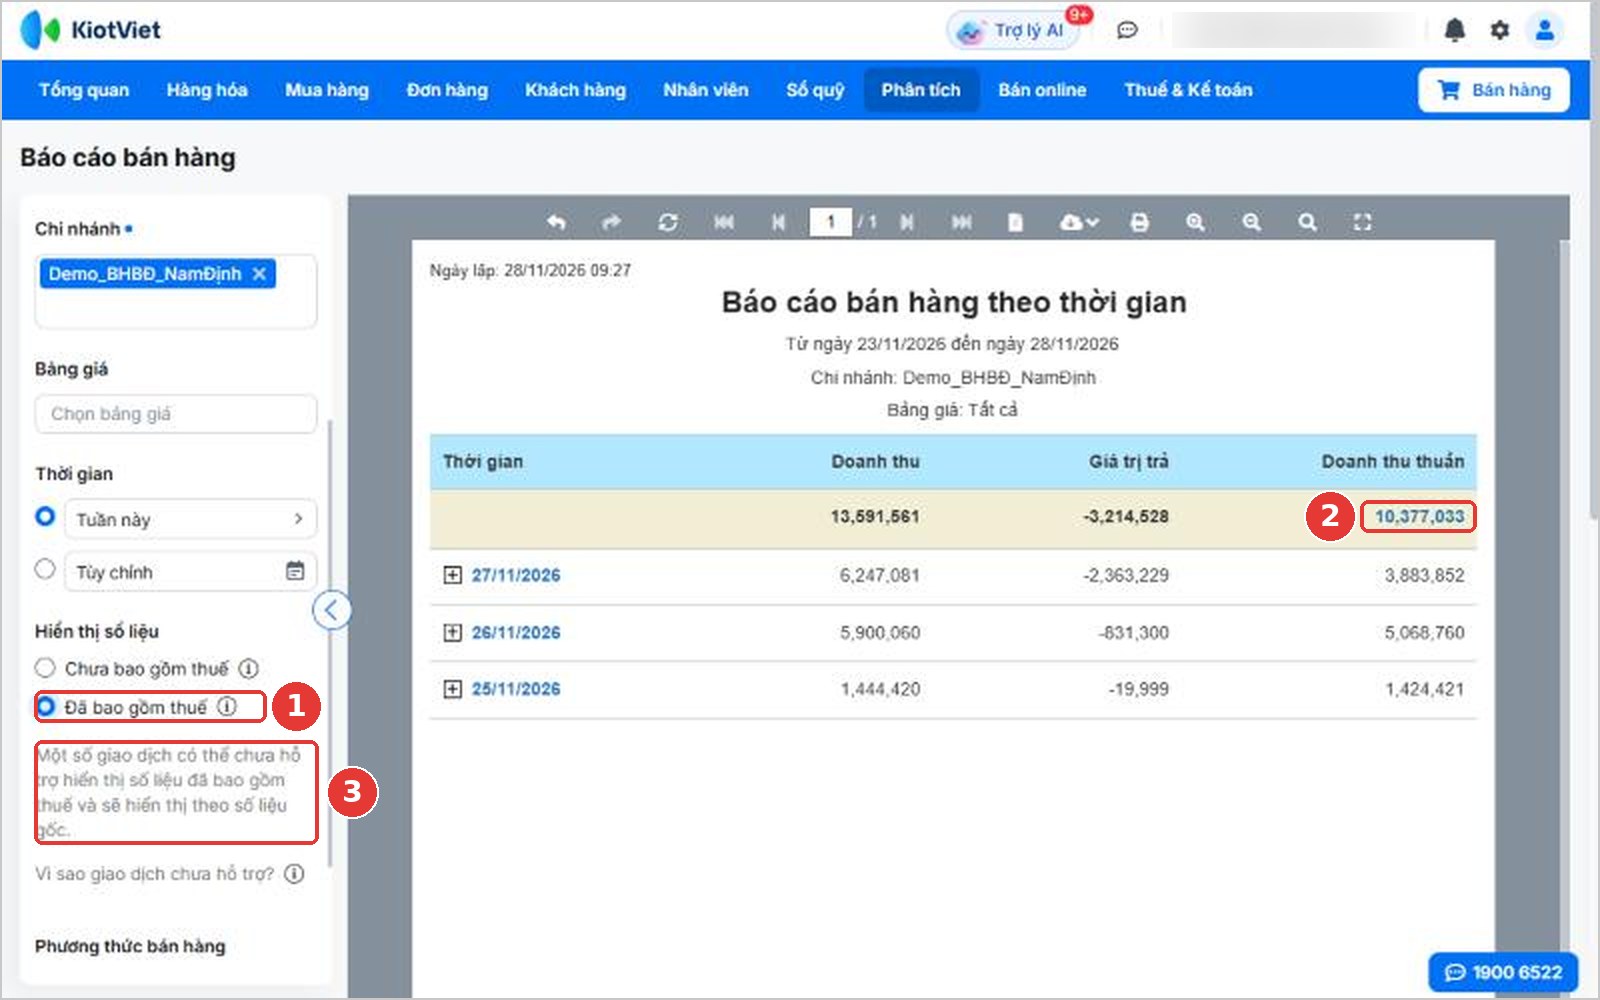 KiotViet
Trợ lý AI
9+
Tổng quan
Hàng hóa
Mua hàng
Đơn hàng
Khách hàng
Nhân viên
Sổ quỹ
Phân tích
Bán online
Thuế & Kế toán
Bán hàng
Báo cáo bán hàng
Chi nhánh
Demo_BHBĐ_NamĐịnh
Bảng giá
Chọn bảng giá
Thời gian
Tuần này
Tùy chỉnh
Hiển thị số liệu
Chưa bao gồm thuế
Đã bao gồm thuế
1
Một số giao dịch có thể chưa hỗ
trợ hiển thị số liệu đã bao gồm
thuế và sẽ hiển thị theo số liệu
gốc.
3
Vì sao giao dịch chưa hỗ trợ?
Phương thức bán hàng
1 / 1
Ngày lập: 28/11/2026 09:27
Báo cáo bán hàng theo thời gian
Từ ngày 23/11/2026 đến ngày 28/11/2026
Chi nhánh: Demo_BHBĐ_NamĐịnh
Bảng giá: Tất cả
Thời gian Doanh thu Giá trị trả Doanh thu thuần
13,591,561 -3,214,528 2 10,377,033
27/11/2026 6,247,081 -2,363,229 3,883,852
26/11/2026 5,900,060 -831,300 5,068,760
25/11/2026 1,444,420 -19,999 1,424,421
1900 6522